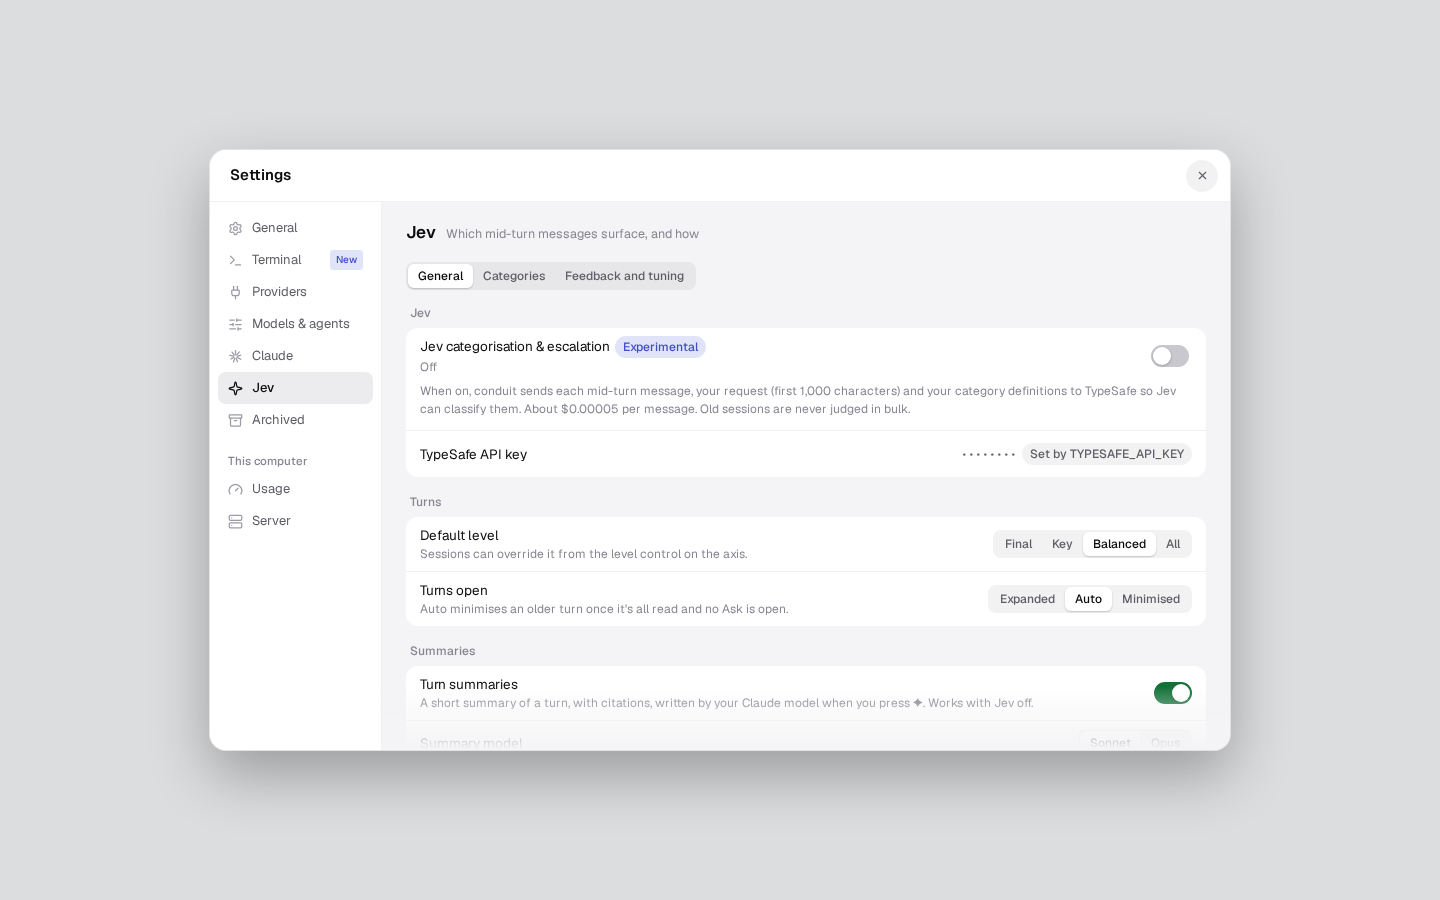 Settings
General
Terminal
New
Providers
Models & agents
Claude
Jev
Archived
This computer
Usage
Server
Jev Which mid-turn messages surface, and how
General Categories Feedback and tuning
Jev
Jev categorisation & escalation Experimental
Off
When on, conduit sends each mid-turn message, your request (first 1,000 characters) and your category definitions to TypeSafe so Jev
can classify them. About $0.00005 per message. Old sessions are never judged in bulk.
TypeSafe API key •••••••• Set by TYPESAFE_API_KEY
Turns
Default level
Sessions can override it from the level control on the axis.
Final Key Balanced All
Turns open
Auto minimises an older turn once it's all read and no Ask is open.
Expanded Auto Minimised
Summaries
Turn summaries
A short summary of a turn, with citations, written by your Claude model when you press ✦. Works with Jev off.
Summary model
Sonnet Opus